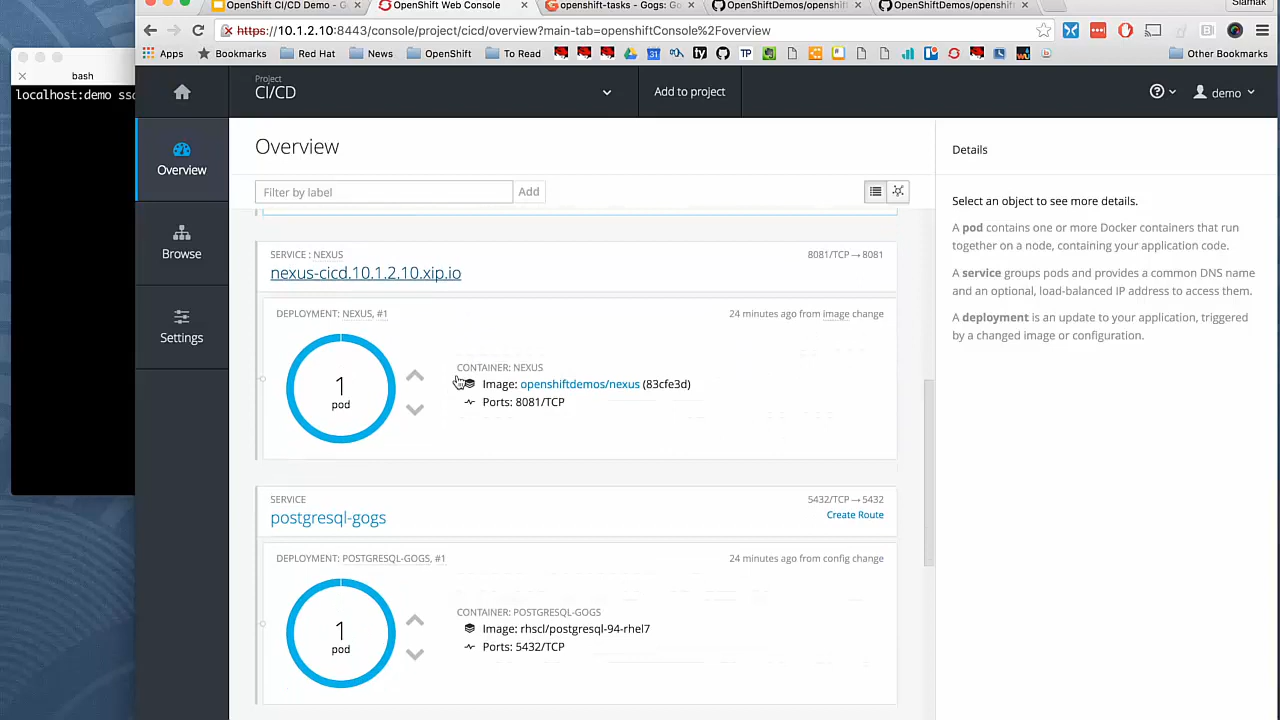 OpenShift CI/CD Demo - G
OpenShift Web Console
openshift-tasks - Gogs: Go
OpenShiftDemos/openshift
OpenShiftDemos/openshift
Siamak
https://10.1.2.10:8443/console/project/cicd/overview?main-tab=openshiftConsole%2Foverview
Apps
Bookmarks
Red Hat
News
OpenShift
To Read
Other Bookmarks
bash
localhost:demo sso
Project
CI/CD
Add to project
demo
Overview
Browse
Settings
Overview
Filter by label
Add
SERVICE : NEXUS
8081/TCP → 8081
nexus-cicd.10.1.2.10.xip.io
DEPLOYMENT: NEXUS, #1
24 minutes ago from image change
1
pod
CONTAINER: NEXUS
Image: openshiftdemos/nexus (83cfe3d)
Ports: 8081/TCP
SERVICE
5432/TCP → 5432
postgresql-gogs
Create Route
DEPLOYMENT: POSTGRESQL-GOGS, #1
24 minutes ago from config change
1
pod
CONTAINER: POSTGRESQL-GOGS
Image: rhscl/postgresql-94-rhel7
Ports: 5432/TCP
Details
Select an object to see more details.
A pod contains one or more Docker containers that run
together on a node, containing your application code.
A service groups pods and provides a common DNS name
and an optional, load-balanced IP address to access them.
A deployment is an update to your application, triggered
by a changed image or configuration.